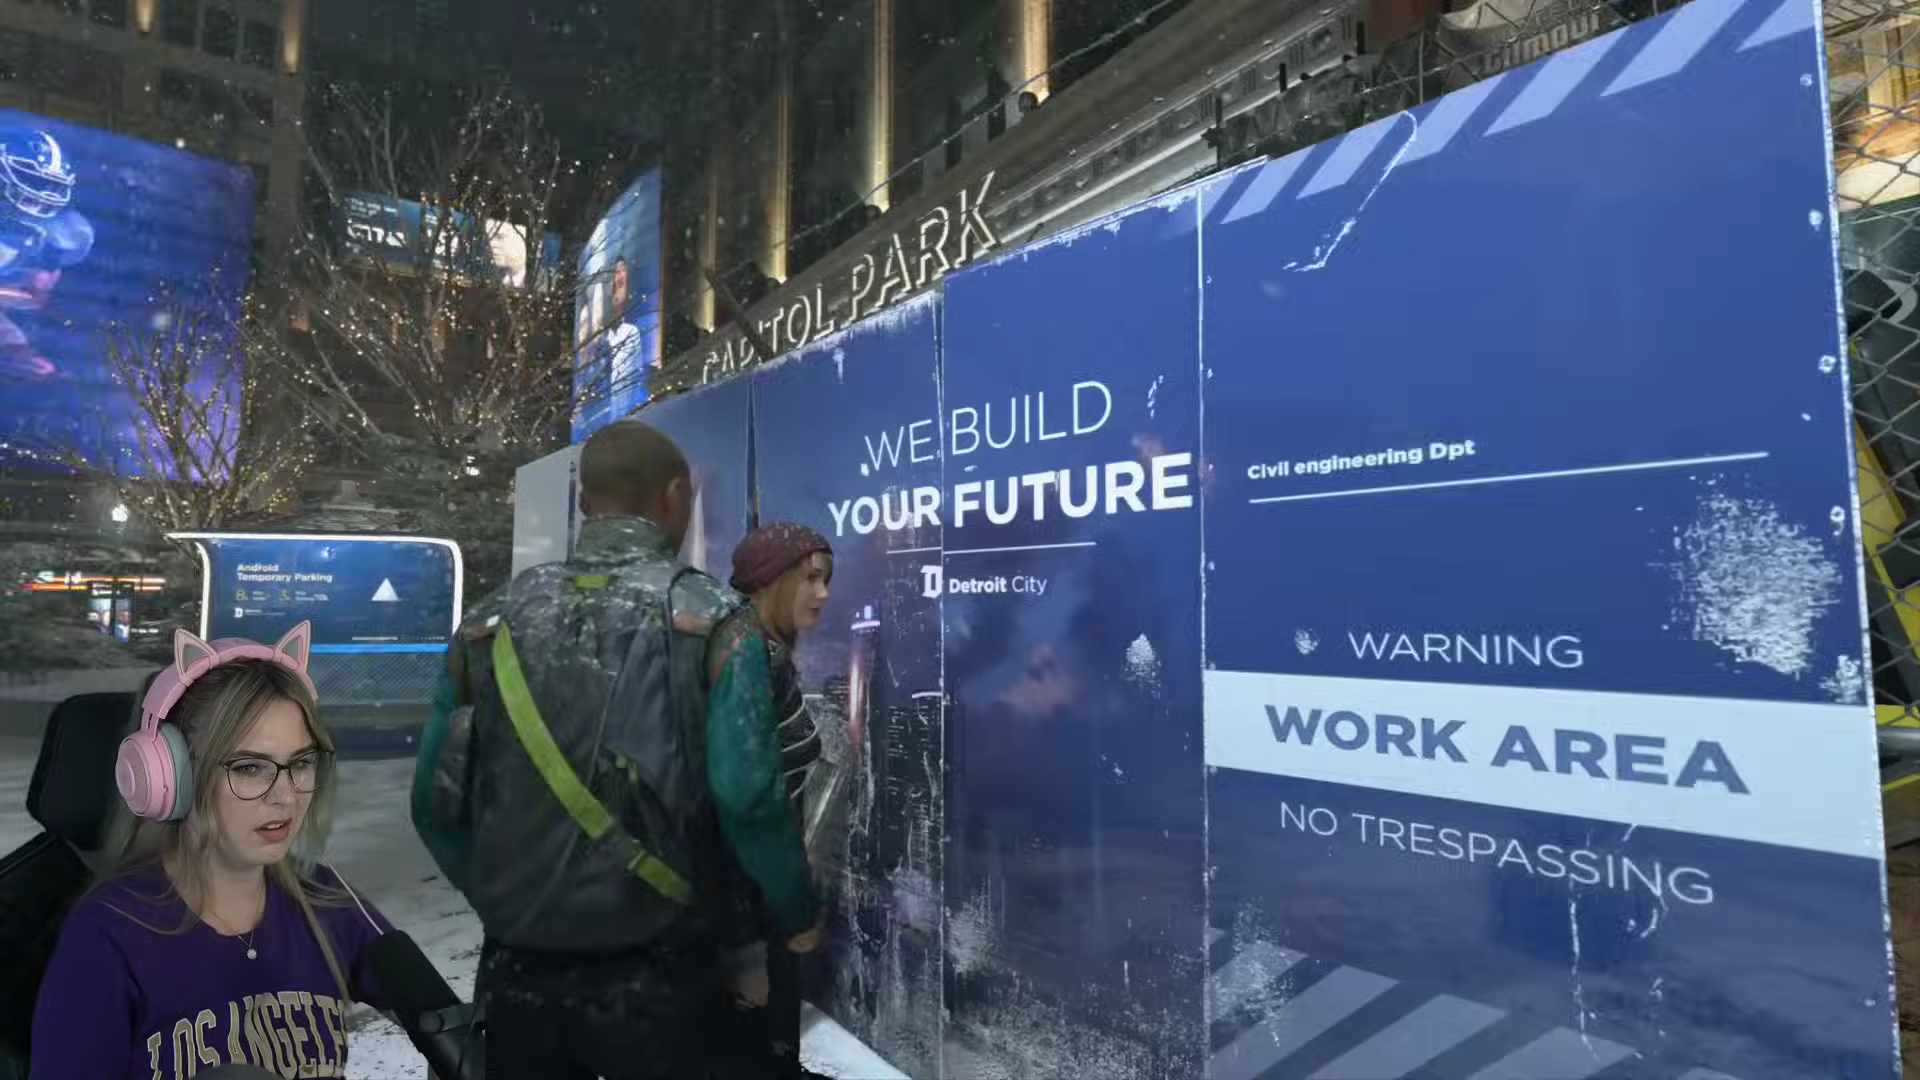 CAPITOL PARK
WE BUILD
YOUR FUTURE
Detroit City
Civil engineering Dpt
WARNING
WORK AREA
NO TRESPASSING
Android
Temporary Parking
LOS ANGELES